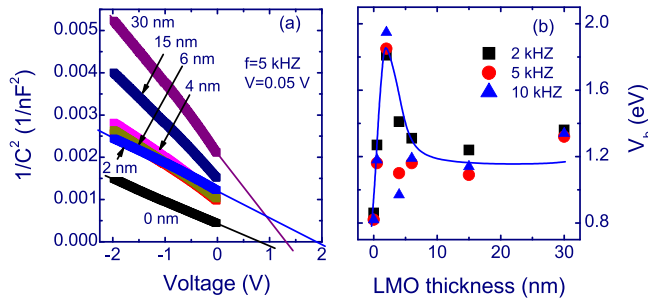 (a)
30 nm
15 nm
6 nm
4 nm
2 nm
0 nm
f=5 kHZ
V=0.05 V
0.005
0.004
0.003
0.002
0.001
0.000
1/C² (1/nF²)
-2 -1 0 1 2
Voltage (V)
(b)
2 kHZ
5 kHZ
10 kHZ
2.0
1.6
1.2
0.8
V_b (eV)
0 10 20 30
LMO thickness (nm)